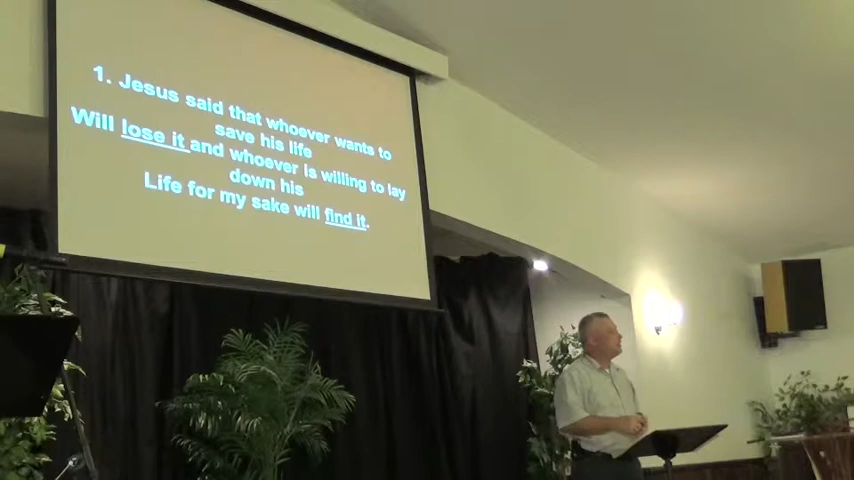 1. Jesus said that whoever wants to
save his life
Will lose it and whoever is willing to lay
down his
Life for my sake will find it.